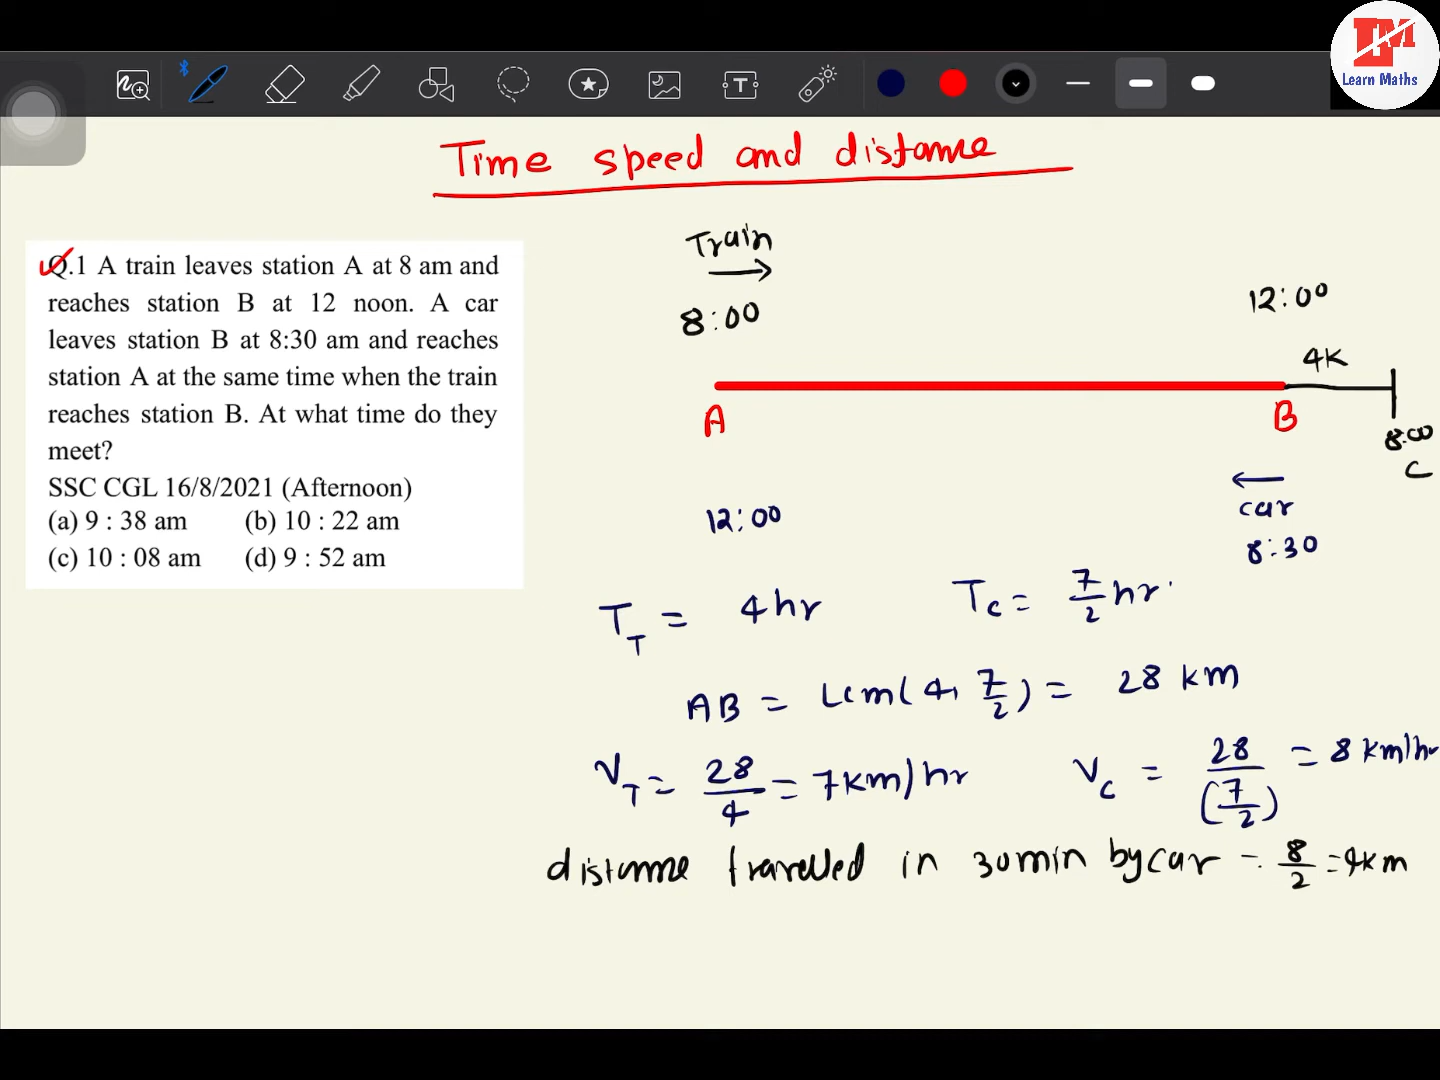 LM
Learn Maths
Time speed and distance
Q.1 A train leaves station A at 8 am and
reaches station B at 12 noon. A car
leaves station B at 8:30 am and reaches
station A at the same time when the train
reaches station B. At what time do they
meet?
SSC CGL 16/8/2021 (Afternoon)
(a) 9 : 38 am (b) 10 : 22 am
(c) 10 : 08 am (d) 9 : 52 am
Train
8:00
12:00
4K
A
B
8:00
C
car
12:00
8:30
T_T = 4hr T_C = 7/2 hr.
AB = Lcm(4, 7/2) = 28 km
V_T = 28/4 = 7km/hr V_C = 28/(7/2) = 8 km/hr
distance travelled in 30min by car - 8/2 = 4km